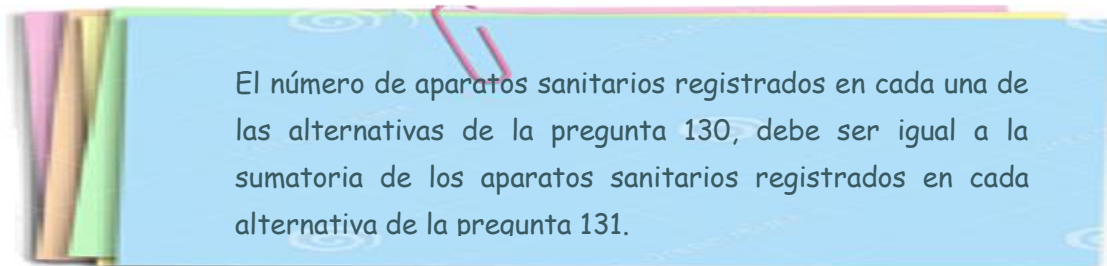 El número de aparatos sanitarios registrados en cada una de
las alternativas de la pregunta 130, debe ser igual a la
sumatoria de los aparatos sanitarios registrados en cada
alternativa de la pregunta 131.